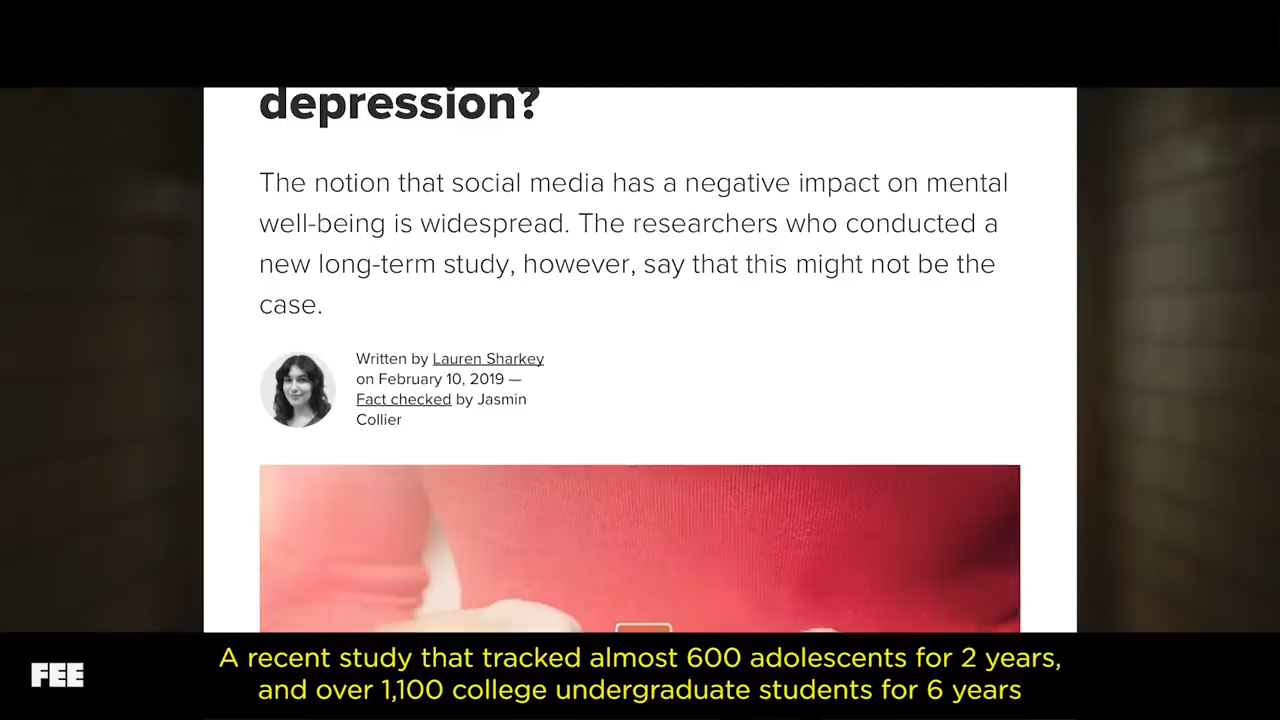 depression?
The notion that social media has a negative impact on mental
well-being is widespread. The researchers who conducted a
new long-term study, however, say that this might not be the
case.
Written by Lauren Sharkey
on February 10, 2019 —
Fact checked by Jasmin
Collier
FEE
A recent study that tracked almost 600 adolescents for 2 years,
and over 1,100 college undergraduate students for 6 years